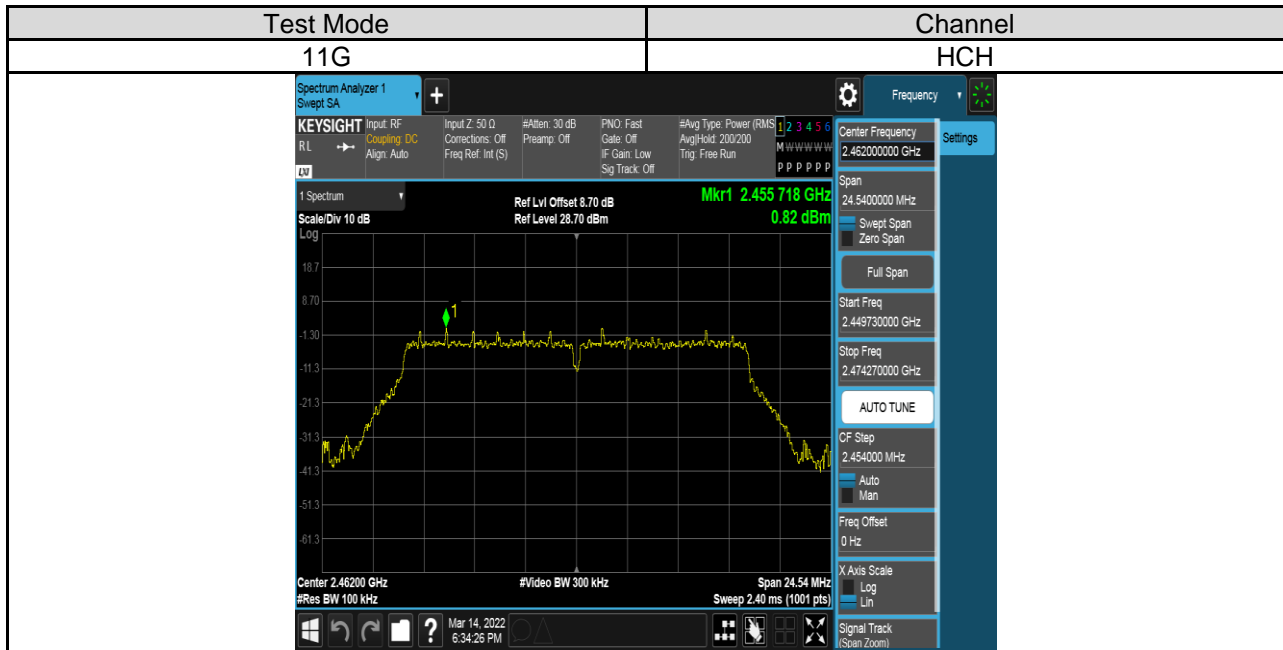 Test Mode Channel
11G HCH
Spectrum Analyzer 1
Swept SA
+
Frequency
KEYSIGHT
RL
LXI
Input: RF
Coupling: DC
Align: Auto
Input Z: 50 Ω
Corrections: Off
Freq Ref: Int (S)
#Atten: 30 dB
Preamp: Off
PNO: Fast
Gate: Off
IF Gain: Low
Sig Track: Off
#Avg Type: Power (RMS
Avg|Hold: 200/200
Trig: Free Run
1 2 3 4 5 6
M W W W W W
P P P P P P
1 Spectrum
Scale/Div 10 dB
Log
Ref Lvl Offset 8.70 dB
Ref Level 28.70 dBm
Mkr1 2.455 718 GHz
0.82 dBm
18.7
8.70
-1.30
-11.3
-21.3
-31.3
-41.3
-51.3
-61.3
1
Center 2.46200 GHz
#Res BW 100 kHz
#Video BW 300 kHz
Span 24.54 MHz
Sweep 2.40 ms (1001 pts)
Center Frequency
2.462000000 GHz
Settings
Span
24.5400000 MHz
Swept Span
Zero Span
Full Span
Start Freq
2.449730000 GHz
Stop Freq
2.474270000 GHz
AUTO TUNE
CF Step
2.454000 MHz
Auto
Man
Freq Offset
0 Hz
X Axis Scale
Log
Lin
Signal Track
(Span Zoom)
?
Mar 14, 2022
6:34:26 PM